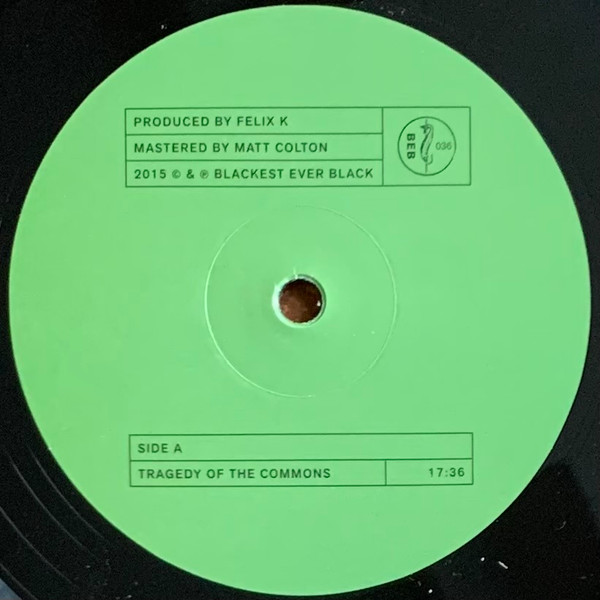 PRODUCED BY FELIX K
MASTERED BY MATT COLTON
2015 © & ℗ BLACKEST EVER BLACK
BEB
036
SIDE A
TRAGEDY OF THE COMMONS 17:36